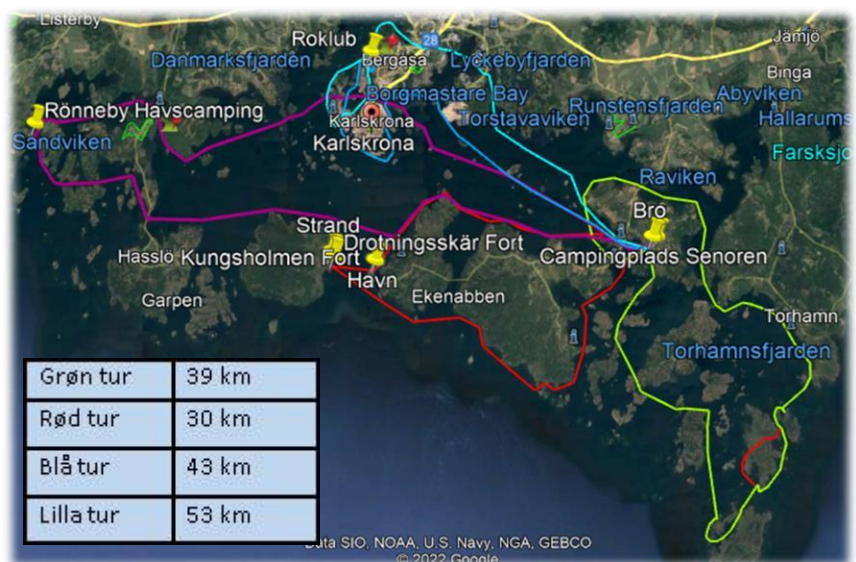 Listerby
Roklub
28
Jämjö
Danmarksfjärden
Bergåsa
Lyckebyfjärden
Binga
Rönneby Havscamping
Borgmästare Bay
Runstensfjärden
Abyviken
Karlskrona
Torstäväviken
Hallarums
Sandviken
Karlskrona
Färsksjö
Raviken
Strand
Bro
Drotningsskär Fort
Hasslö
Kungsholmen Fort
Campingplads Senoren
Havn
Garpen
Ekenabben
Torhamn
Torhamnsfjärden
Grøn tur 39 km
Rød tur 30 km
Blå tur 43 km
Lilla tur 53 km
Data SIO, NOAA, U.S. Navy, NGA, GEBCO
© 2022 Google